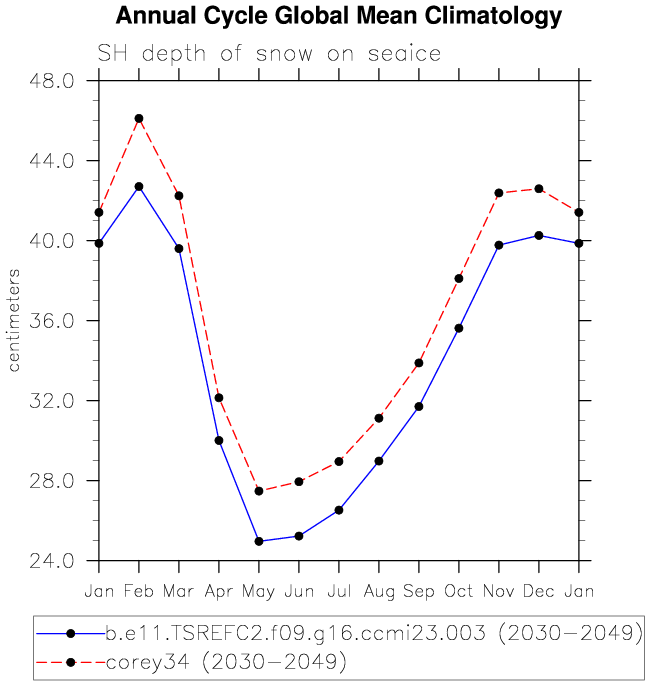 Annual Cycle Global Mean Climatology
SH depth of snow on seaice
48.0
44.0
40.0
36.0
32.0
28.0
24.0
centimeters
Jan Feb Mar Apr May Jun Jul Aug Sep Oct Nov Dec Jan
b.e11.TSREFC2.f09.g16.ccmi23.003 (2030-2049)
corey34 (2030-2049)